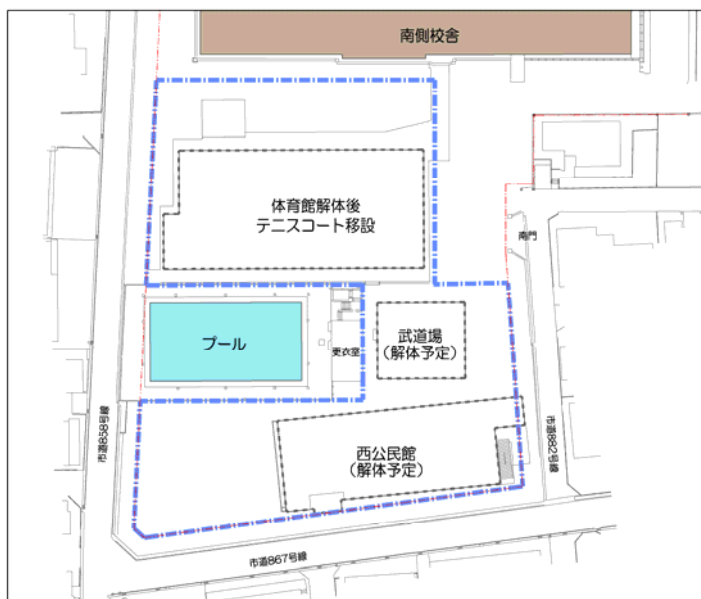 南側校舎
体育館解体後
テニスコート移設
南門
プール
更衣室
武道場
(解体予定)
市道858号線
市道882号線
西公民館
(解体予定)
市道867号線